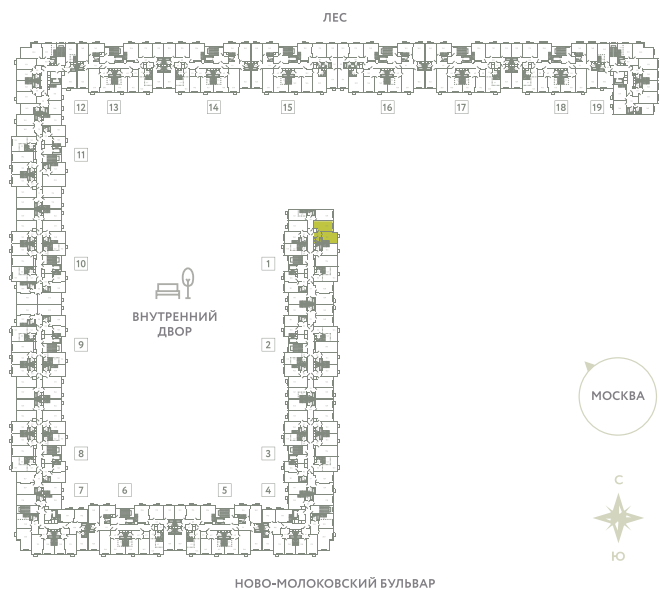 ЛЕС
12 13 14 15 16 17 18 19
11
10 1
ВНУТРЕННИЙ
ДВОР
9 2
МОСКВА
8 3
7 6 5 4
С
Ю
НОВО-МОЛОКОВСКИЙ БУЛЬВАР